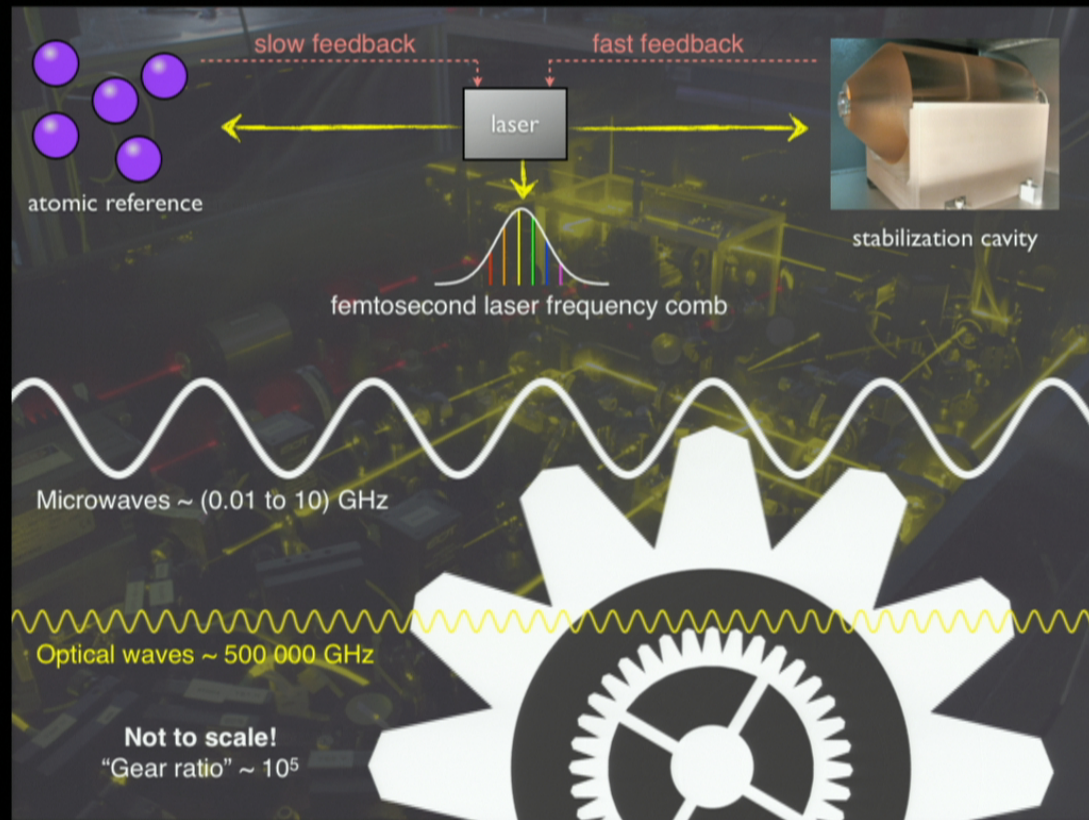 slow feedback
fast feedback
laser
atomic reference
stabilization cavity
femtosecond laser frequency comb
Microwaves ~ (0.01 to 10) GHz
Optical waves ~ 500 000 GHz
Not to scale!
“Gear ratio” ~ 10⁵